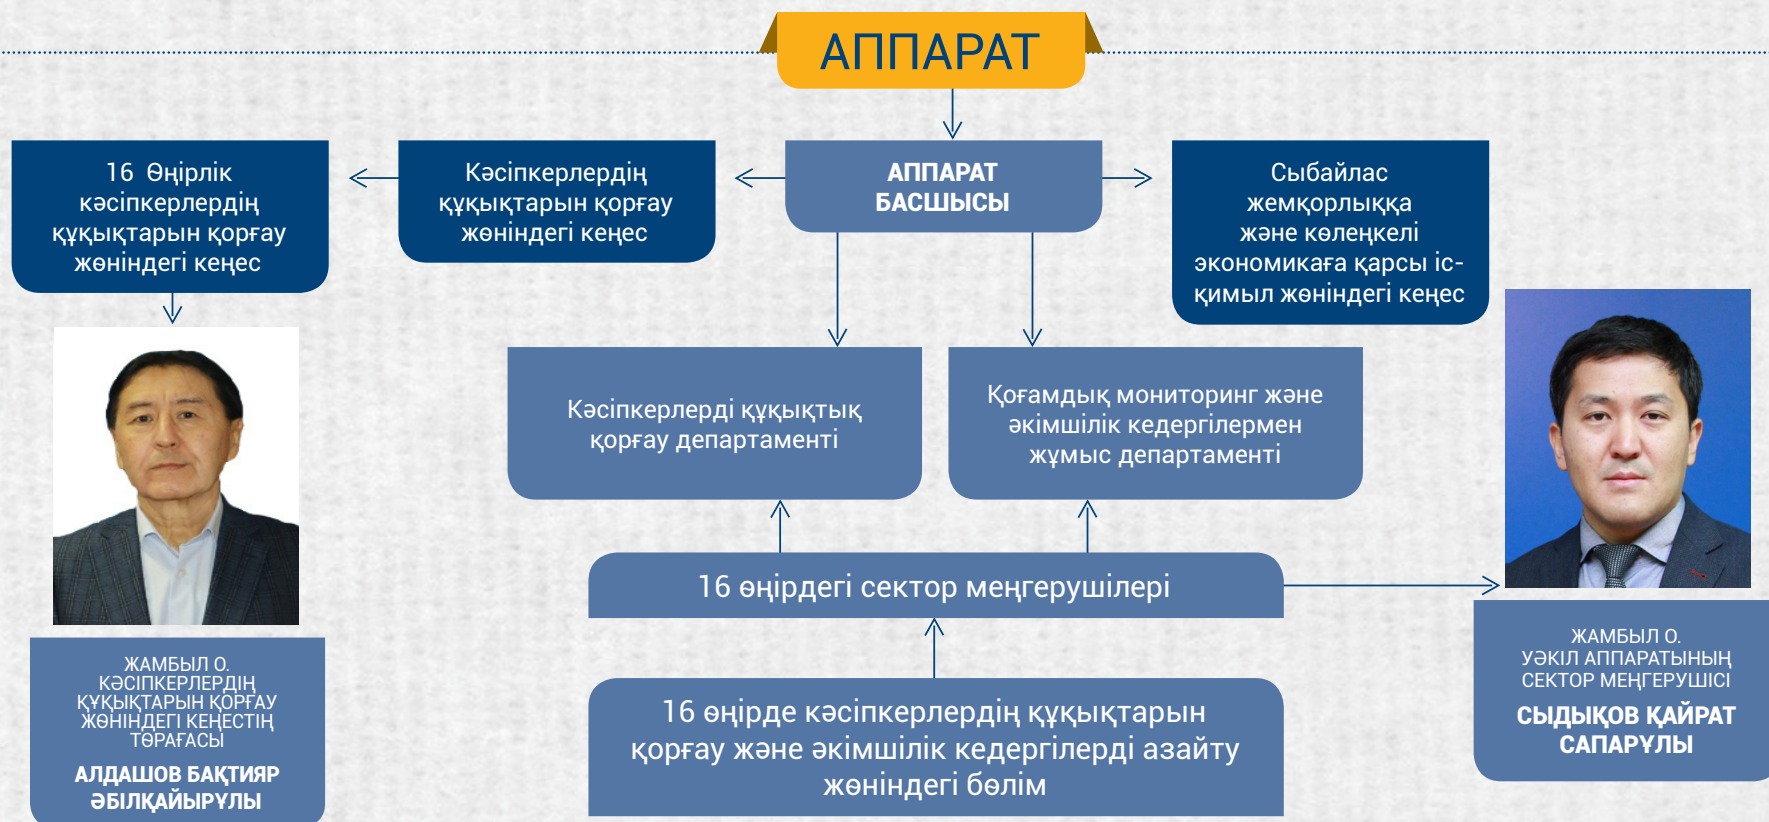 АППАРАТ
16 Өңірлік
кәсіпкерлердің
құқықтарын қорғау
жөніндегі кеңес
Кәсіпкерлердің
құқықтарын қорғау
жөніндегі кеңес
АППАРАТ
БАСШЫСЫ
Сыбайлас
жемқорлыққа
және көлеңкелі
экономикаға қарсы іс-
қимыл жөніндегі кеңес
Кәсіпкерлерді құқықтық
қорғау департаменті
Қоғамдық мониторинг және
әкімшілік кедергілермен
жұмыс департаменті
16 өңірдегі сектор меңгерушілері
16 өңірде кәсіпкерлердің құқықтарын
қорғау және әкімшілік кедергілерді азайту
жөніндегі бөлім
ЖАМБЫЛ О.
КӘСІПКЕРЛЕРДІҢ
ҚҰҚЫҚТАРЫН ҚОРҒАУ
ЖӨНІНДЕГІ КЕҢЕСТІҢ
ТӨРАҒАСЫ
АЛДАШОВ БАҚТИЯР
ӘБІЛҚАЙЫРҰЛЫ
ЖАМБЫЛ О.
УӘКІЛ АППАРАТЫНЫҢ
СЕКТОР МЕҢГЕРУШІСІ
СЫДЫҚОВ ҚАЙРАТ
САПАРҰЛЫ